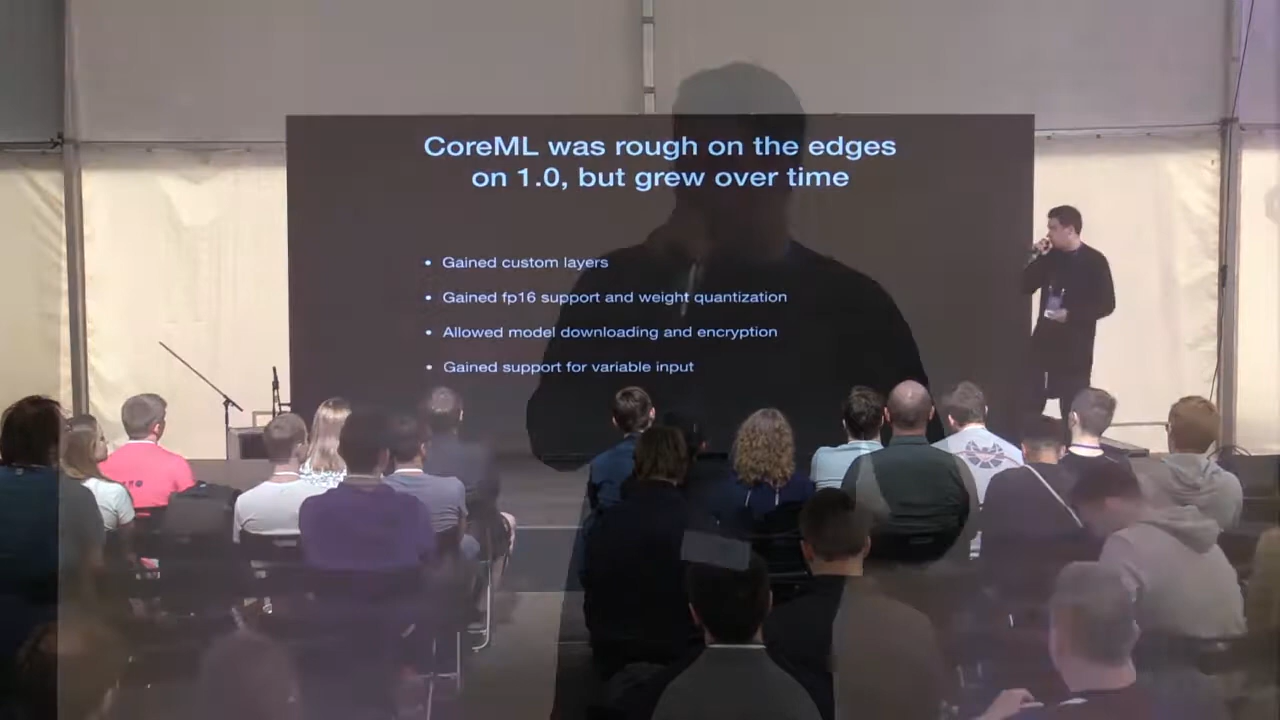 CoreML was rough on the edges
on 1.0, but grew over time
• Gained custom layers
• Gained fp16 support and weight quantization
• Allowed model downloading and encryption
• Gained support for variable input